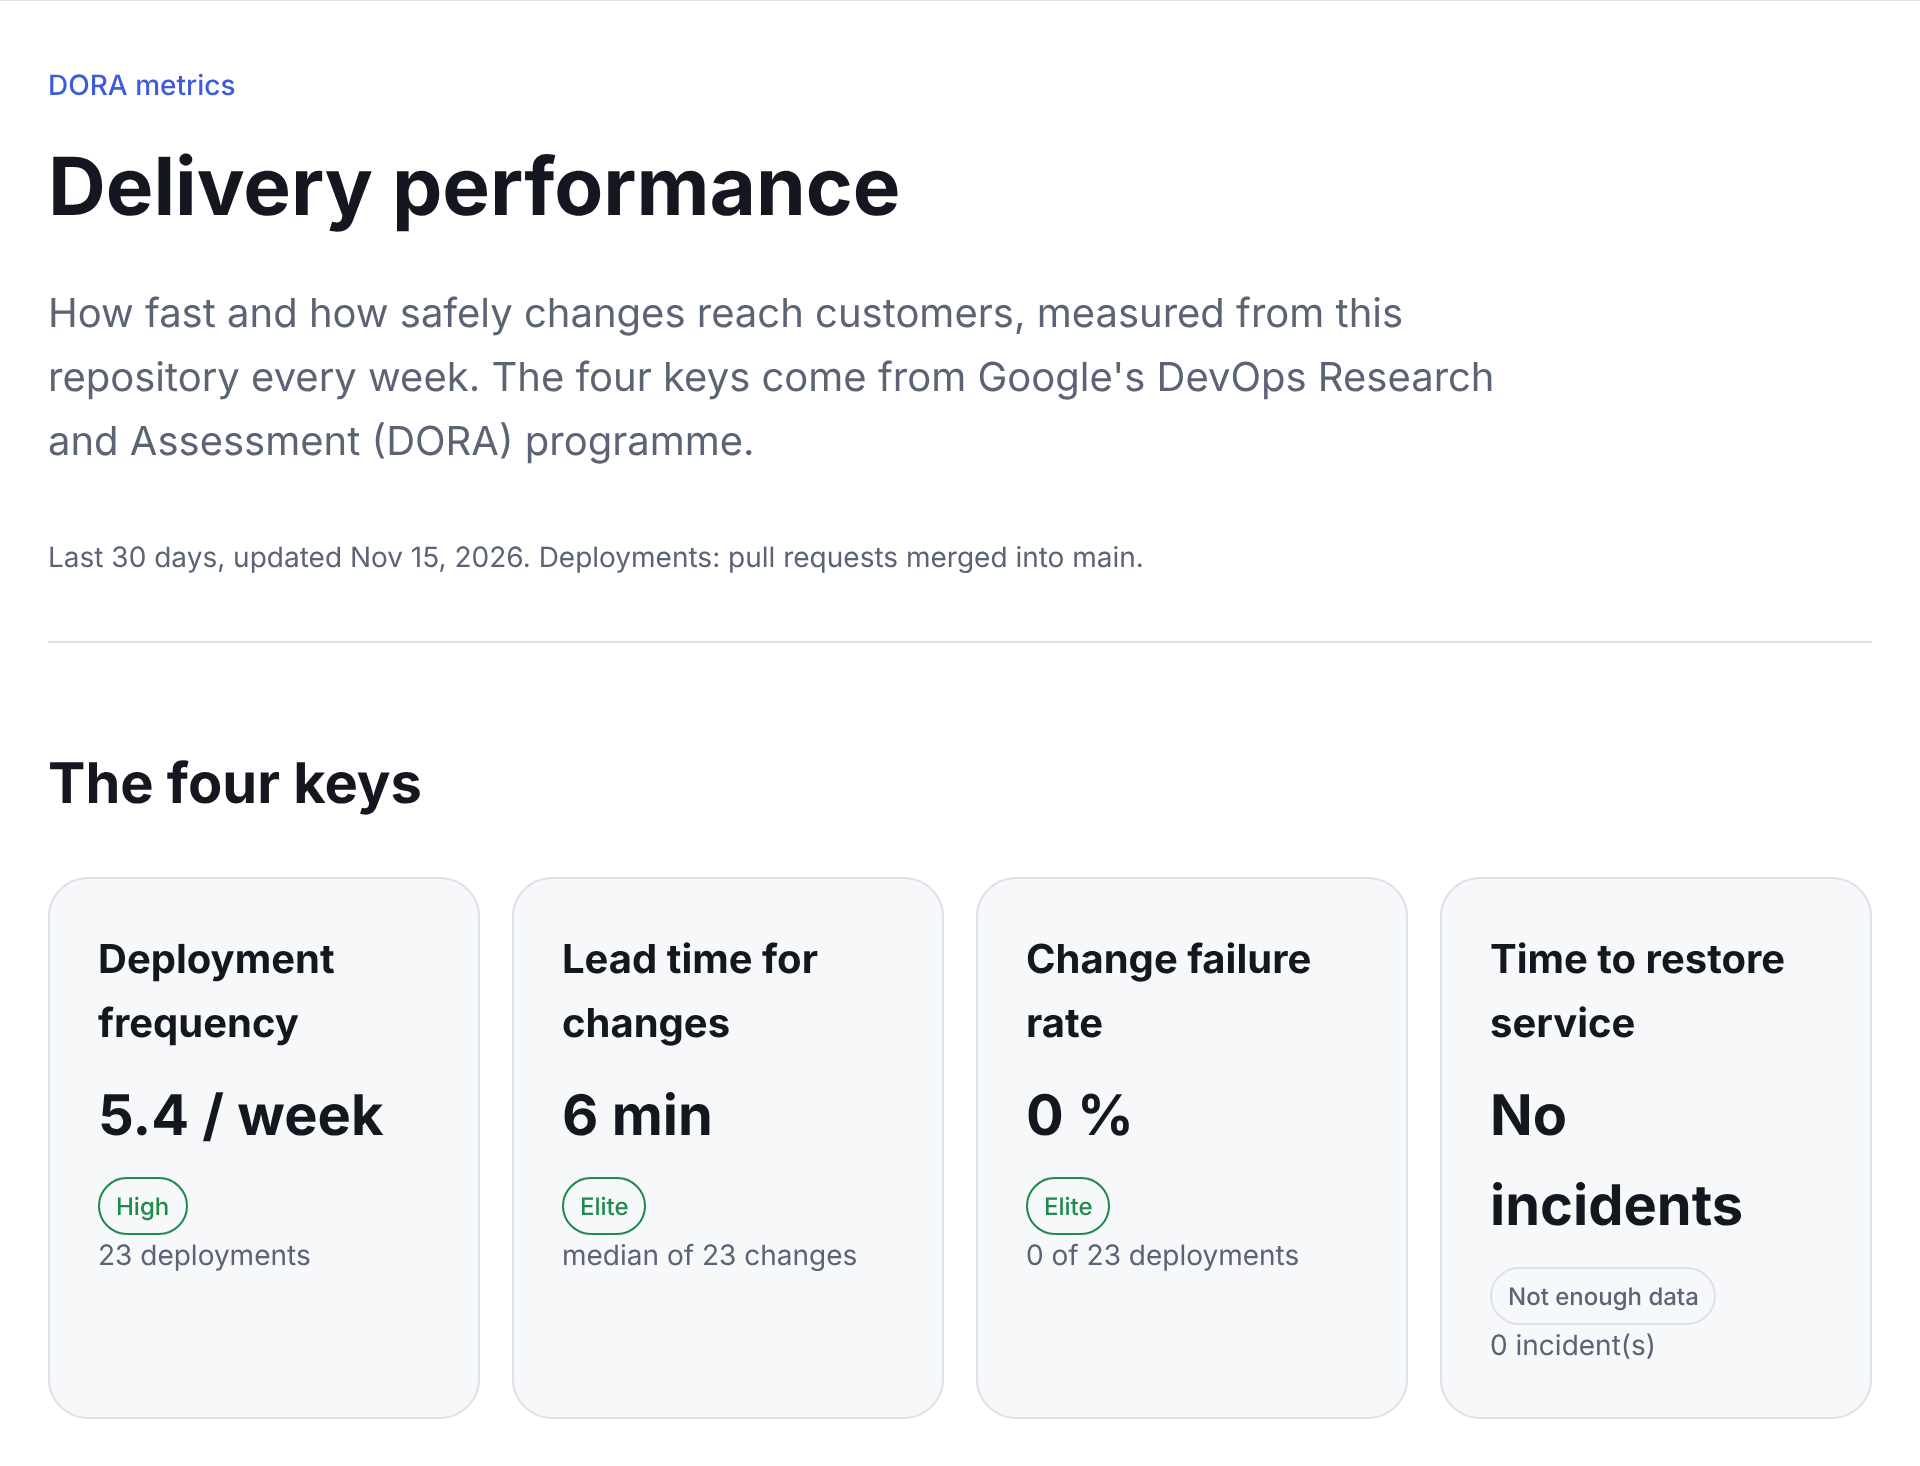 DORA metrics
Delivery performance
How fast and how safely changes reach customers, measured from this
repository every week. The four keys come from Google's DevOps Research
and Assessment (DORA) programme.
Last 30 days, updated Nov 15, 2026. Deployments: pull requests merged into main.
The four keys
Deployment
frequency
5.4 / week
High
23 deployments
Lead time for
changes
6 min
Elite
median of 23 changes
Change failure
rate
0 %
Elite
0 of 23 deployments
Time to restore
service
No
incidents
Not enough data
0 incident(s)